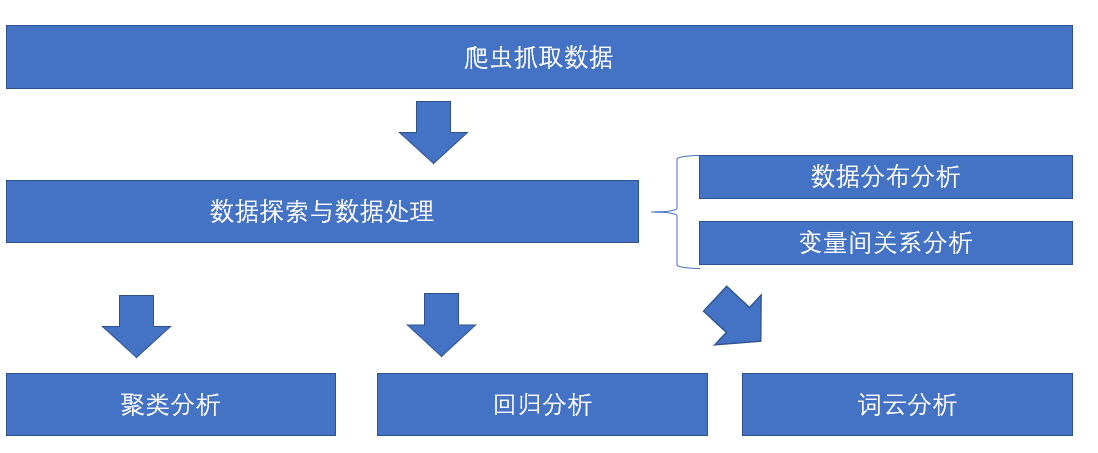 爬虫抓取数据
数据探索与数据处理
数据分布分析
变量间关系分析
聚类分析
回归分析
词云分析